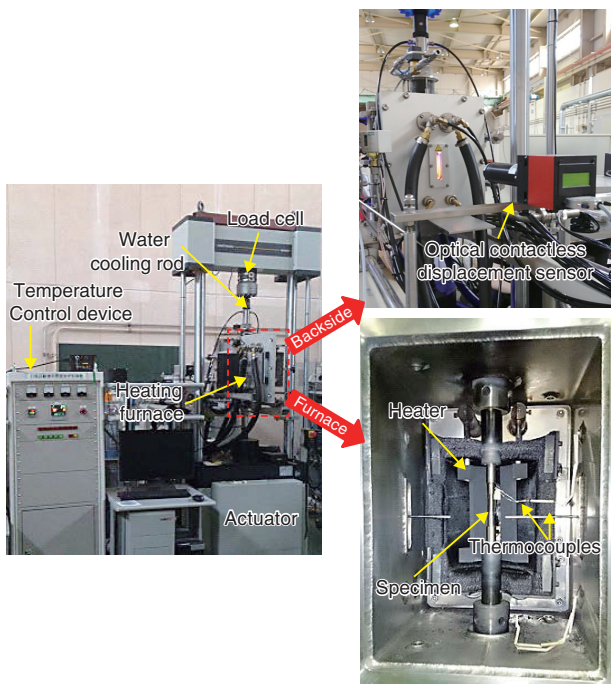 Load cell
Water
cooling rod
Temperature
Control device
Heating
furnace
Actuator
Backside
Furnace
Optical contactless
displacement sensor
Heater
Thermocouples
Specimen